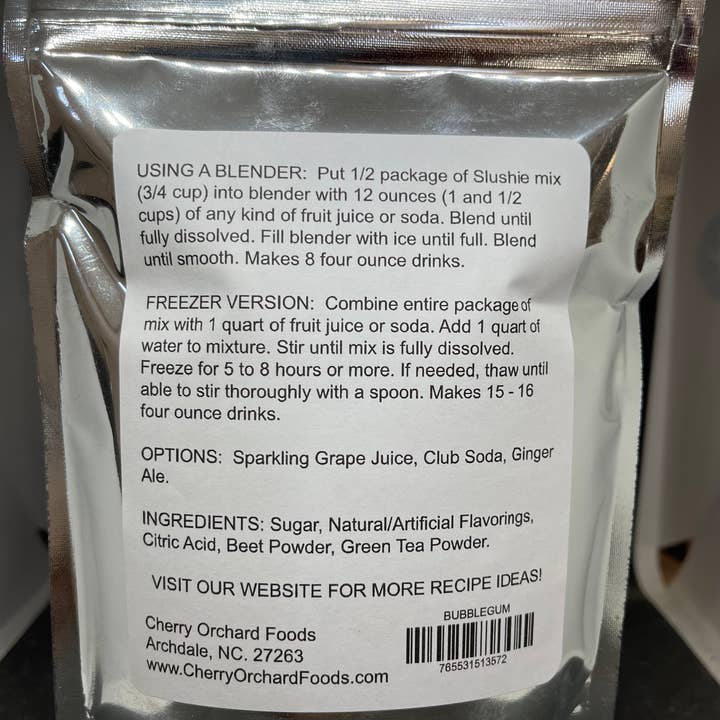 USING A BLENDER: Put 1/2 package of Slushie mix
(3/4 cup) into blender with 12 ounces (1 and 1/2
cups) of any kind of fruit juice or soda. Blend until
fully dissolved. Fill blender with ice until full. Blend
until smooth. Makes 8 four ounce drinks.
FREEZER VERSION: Combine entire package of
mix with 1 quart of fruit juice or soda. Add 1 quart of
water to mixture. Stir until mix is fully dissolved.
Freeze for 5 to 8 hours or more. If needed, thaw until
able to stir thoroughly with a spoon. Makes 15 - 16
four ounce drinks.
OPTIONS: Sparkling Grape Juice, Club Soda, Ginger
Ale.
INGREDIENTS: Sugar, Natural/Artificial Flavorings,
Citric Acid, Beet Powder, Green Tea Powder.
VISIT OUR WEBSITE FOR MORE RECIPE IDEAS!
Cherry Orchard Foods
Archdale, NC. 27263
www.CherryOrchardFoods.com
BUBBLEGUM
765531513572